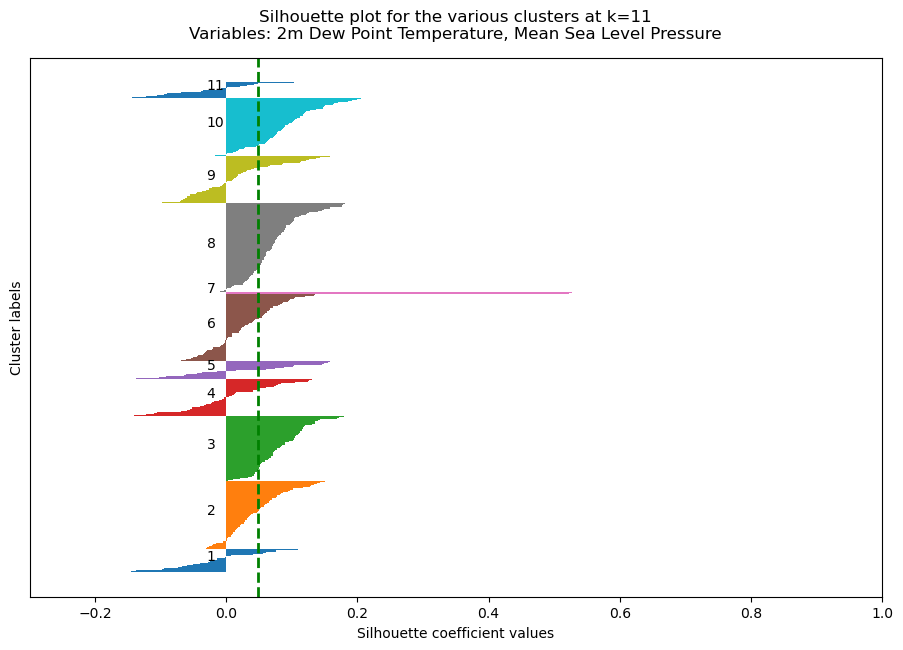 Silhouette plot for the various clusters at k=11
Variables: 2m Dew Point Temperature, Mean Sea Level Pressure
11
10
9
8
7
6
5
4
3
2
1
Cluster labels
−0.2 0.0 0.2 0.4 0.6 0.8 1.0
Silhouette coefficient values